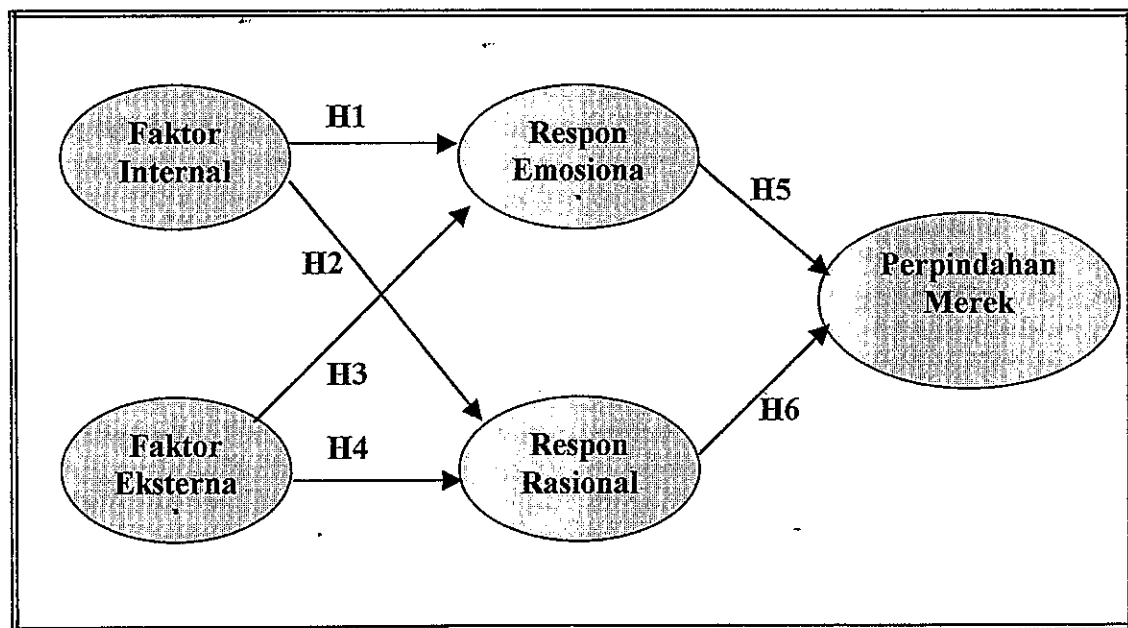 Faktor
Internal
H1
Respon
Emosiona
H5
H2
Perpindahan
Merek
H3
H6
Faktor
Eksterna
H4
Respon
Rasional